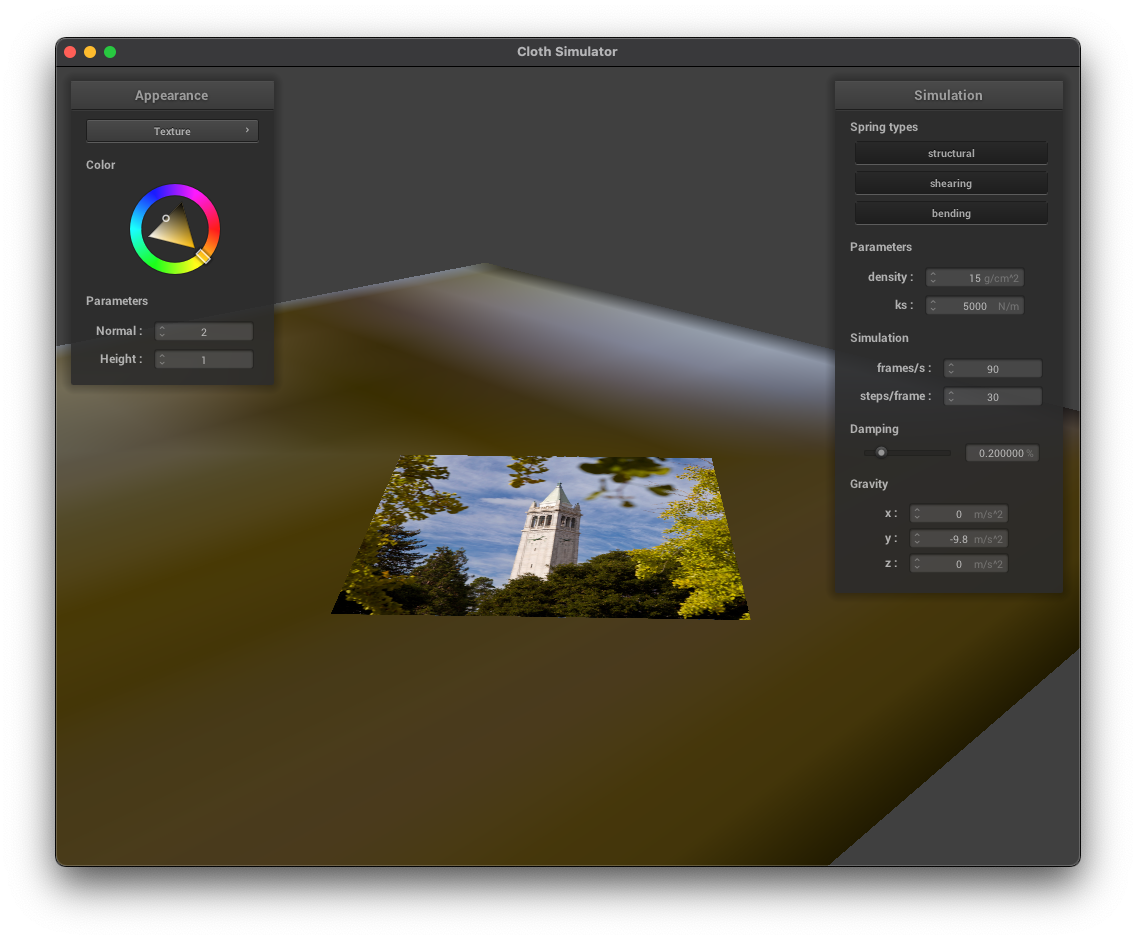 Cloth Simulator
Appearance
Texture ›
Color
Parameters
Normal : 2
Height : 1
Simulation
Spring types
structural
shearing
bending
Parameters
density : 15 g/cm^2
ks : 5000 N/m
Simulation
frames/s : 90
steps/frame : 30
Damping
0.200000 %
Gravity
x : 0 m/s^2
y : -9.8 m/s^2
z : 0 m/s^2